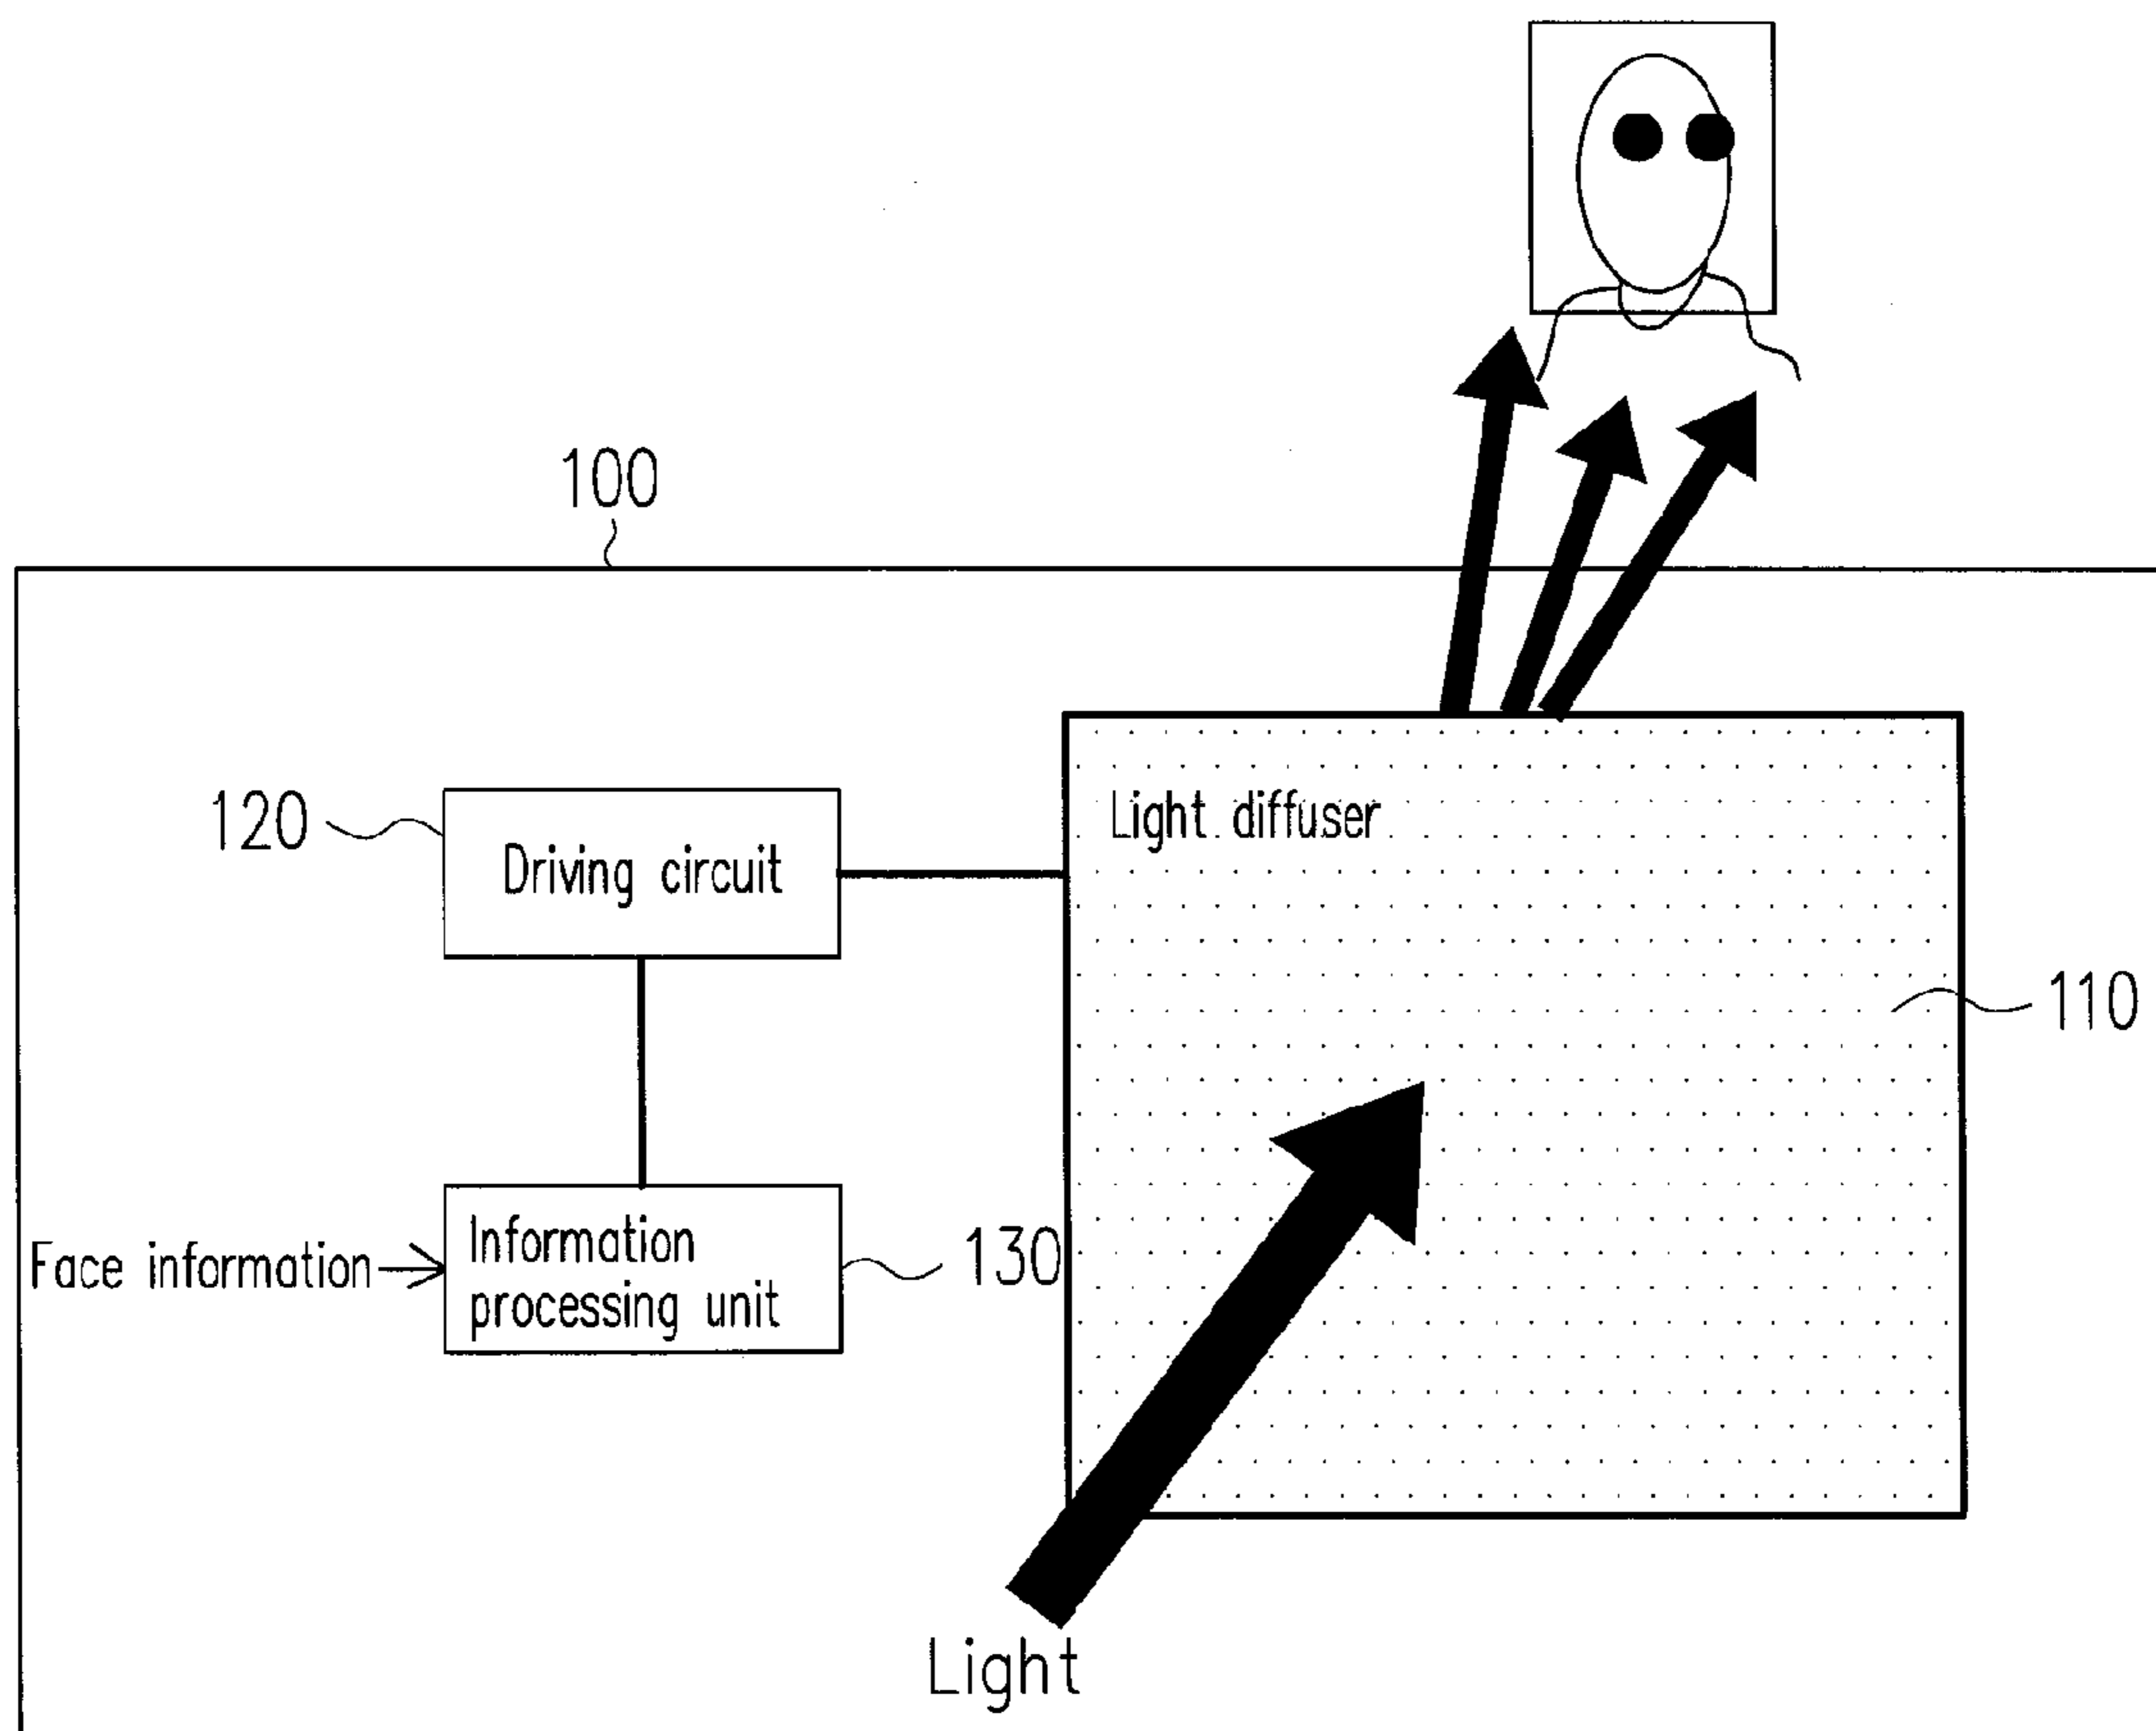 100
120
Driving circuit
Light diffuser
110
Face information
Information
processing unit
130
Light